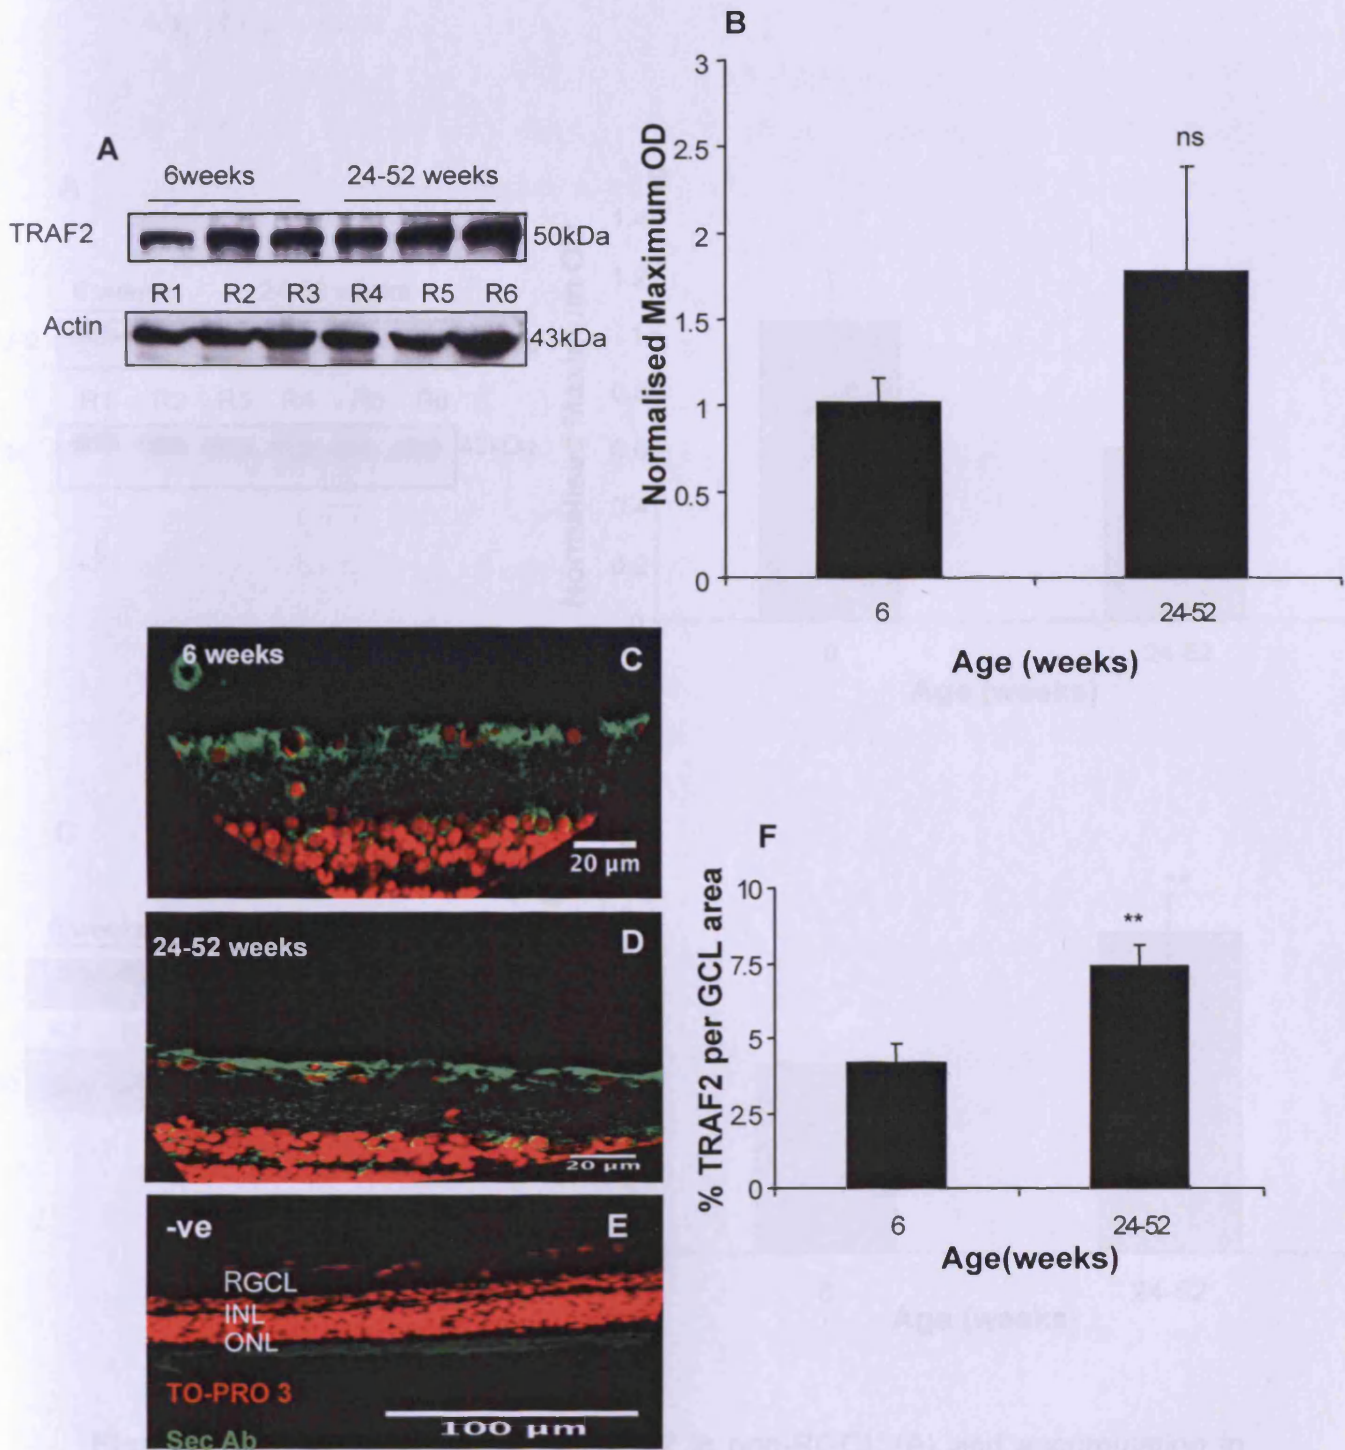 A
6weeks 24-52 weeks
TRAF2 50kDa
R1 R2 R3 R4 R5 R6
Actin 43kDa
B
Normalised Maximum OD
3
2.5
2
1.5
1
0.5
0
ns
6 24-52
Age (weeks)
6 weeks C
20 µm
24-52 weeks D
20 µm
-ve E
RGCL
INL
ONL
TO-PRO 3
Sec Ab
100 µm
F
% TRAF2 per GCL area
10
7.5
5
2.5
0
**
6 24-52
Age(weeks)